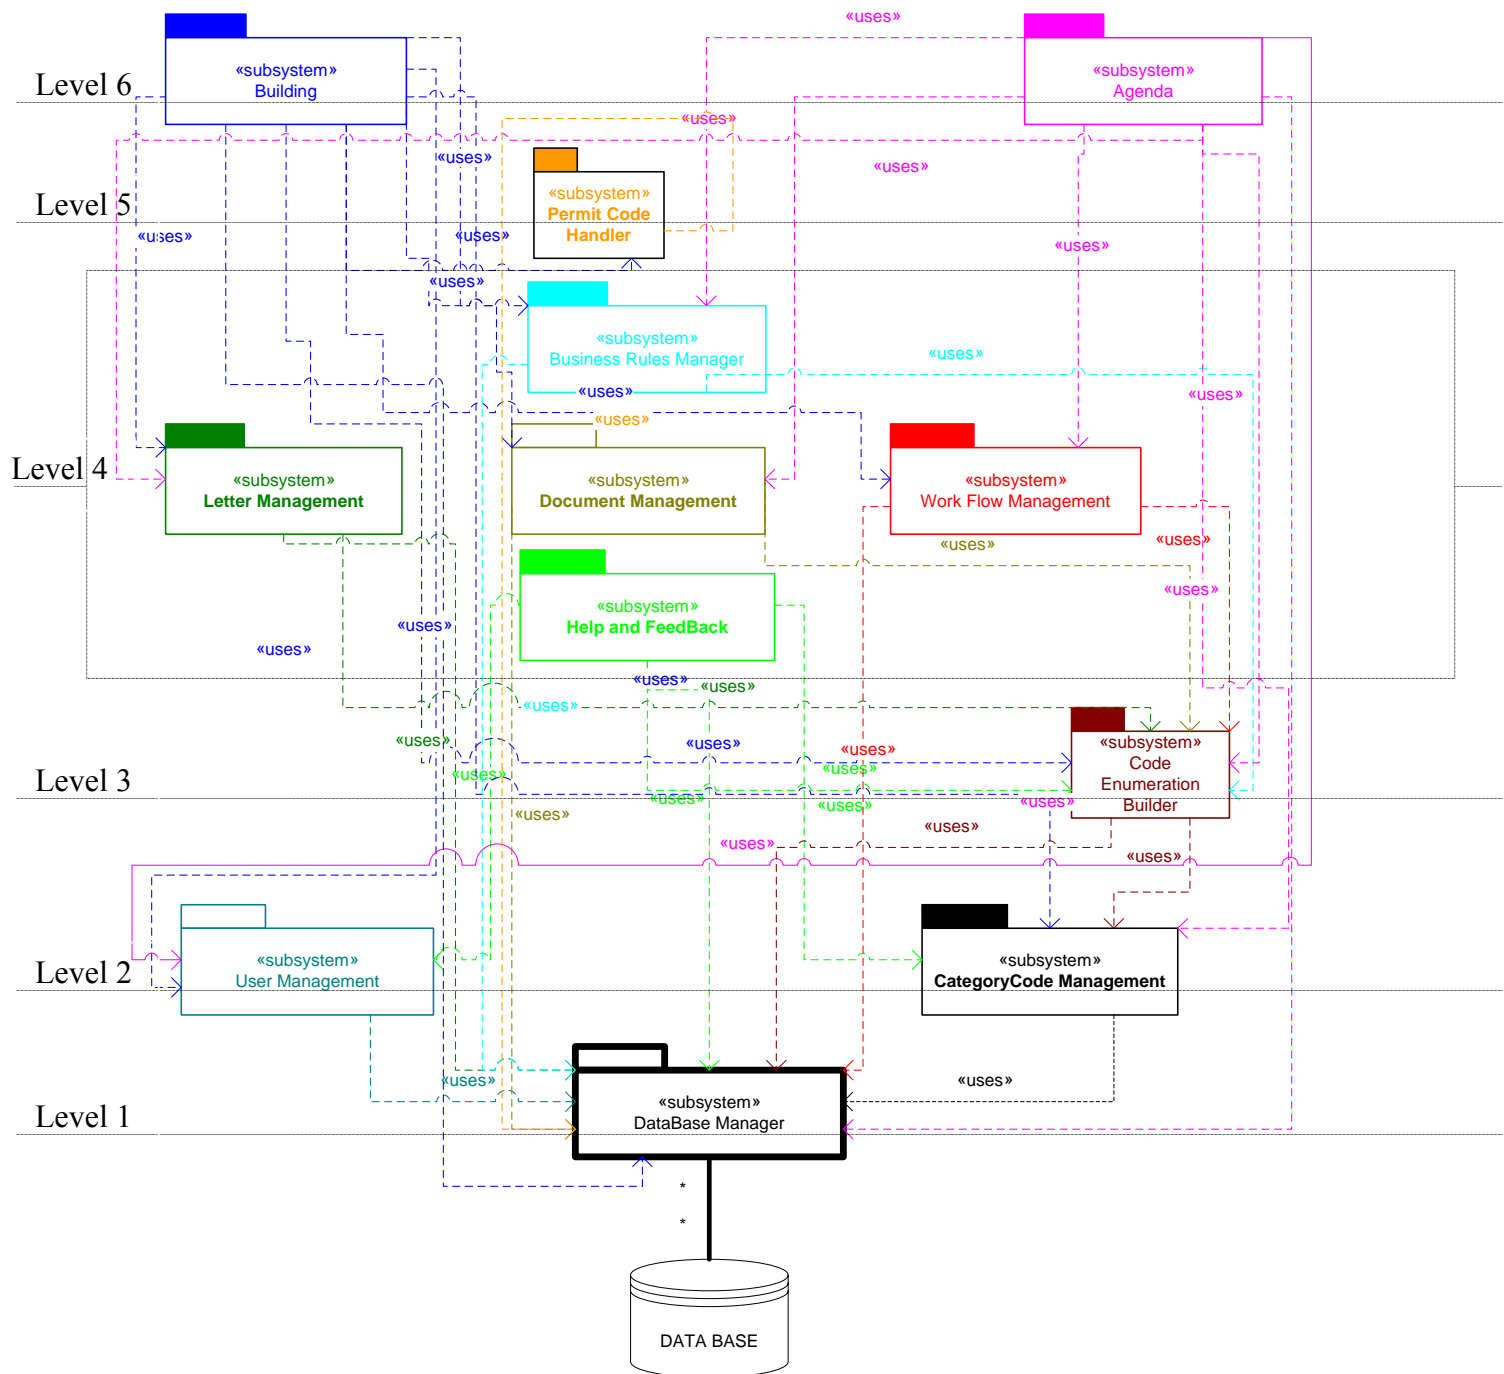 «uses»
«subsystem»
Building
«subsystem»
Agenda
Level 6
«uses»
«uses»
«uses»
Level 5
«subsystem»
Permit Code
Handler
«uses»
«uses»
«uses»
«uses»
«subsystem»
Business Rules Manager
«uses»
«uses»
«uses»
«uses»
Level 4
«subsystem»
Letter Management
«subsystem»
Document Management
«subsystem»
Work Flow Management
«uses»
«uses»
«uses»
«subsystem»
Help and FeedBack
«uses»
«uses»
«uses»
«uses»
«uses»
«uses»
«uses»
«uses»
«uses»
«subsystem»
Code
Enumeration
Builder
«uses»
«uses»
Level 3
«uses»
«uses»
«uses»
«uses»
«uses»
«uses»
«uses»
«subsystem»
User Management
«subsystem»
CategoryCode Management
Level 2
«uses»
«uses»
«subsystem»
DataBase Manager
Level 1
*
*
DATA BASE